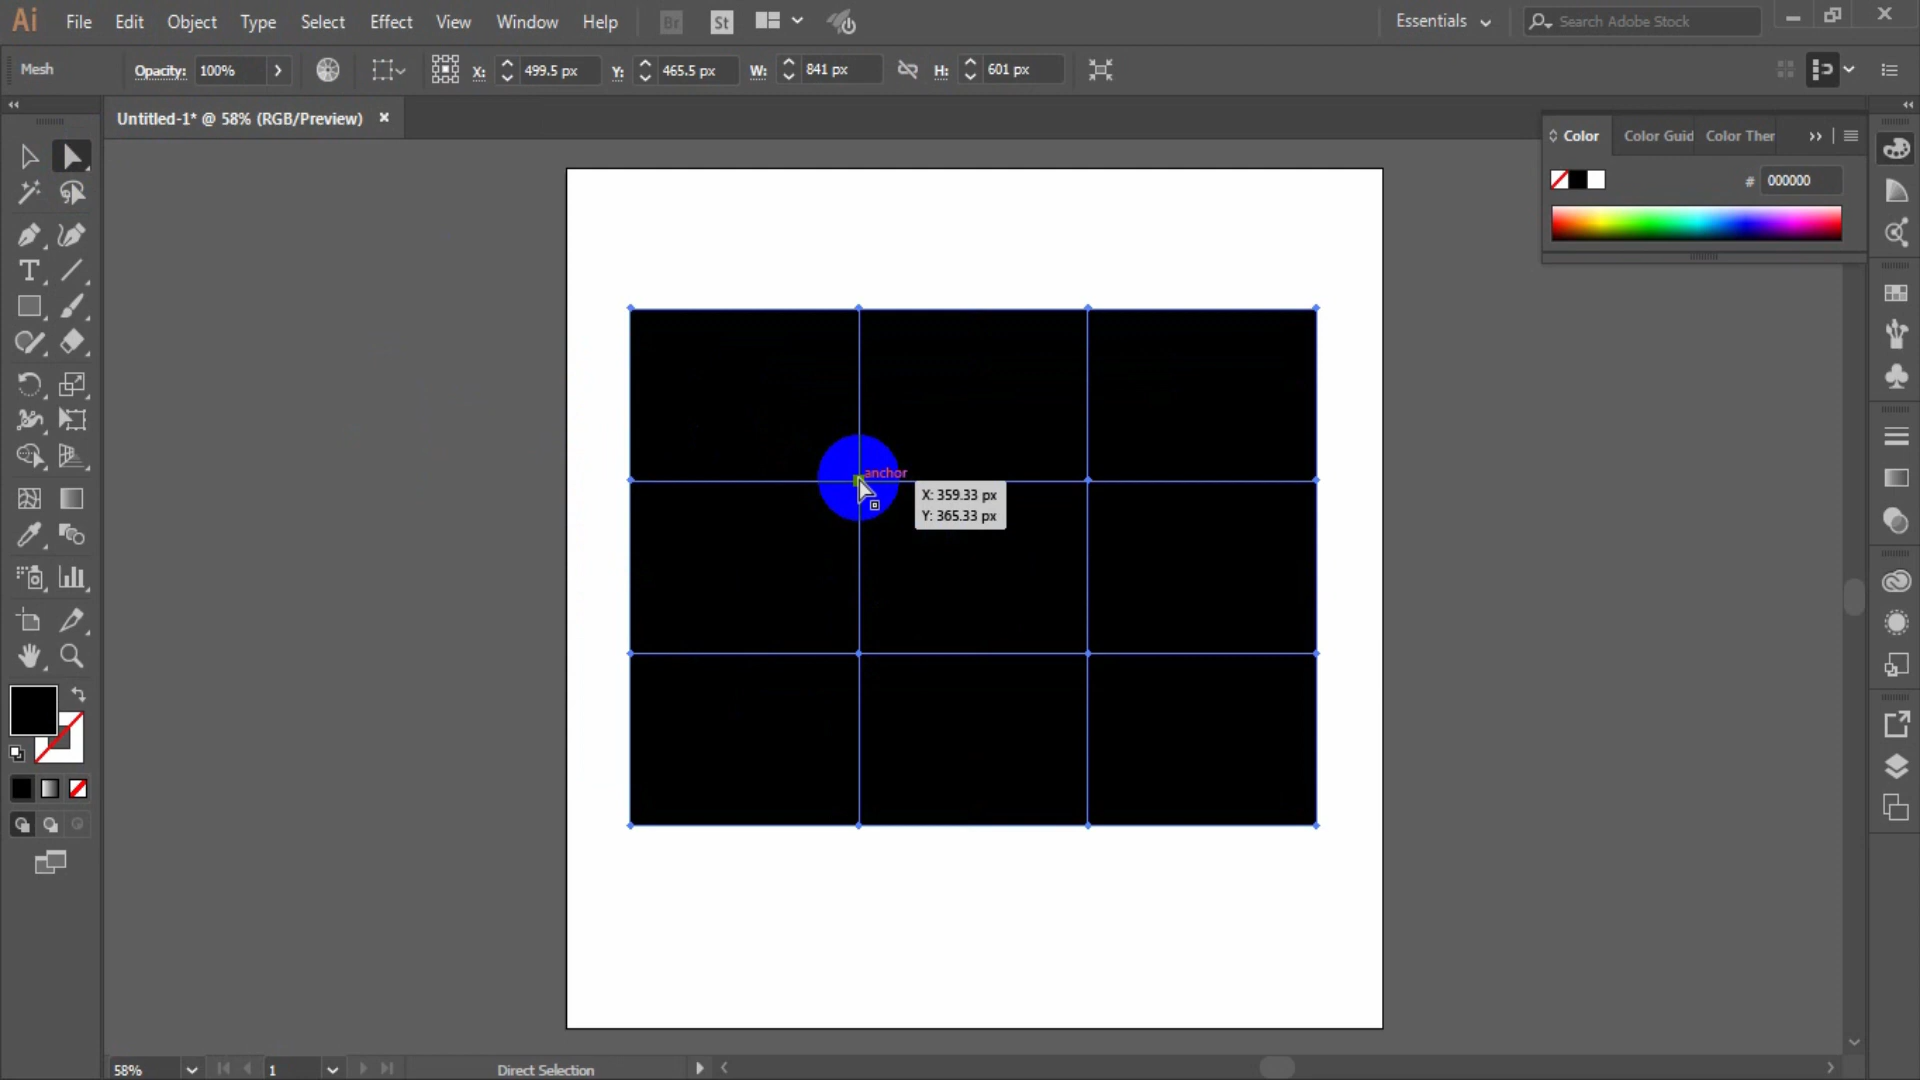 Ai File Edit Object Type Select Effect View Window Help Br St Essentials Search Adobe Stock
Mesh Opacity: 100% X: 499.5 px Y: 465.5 px W: 841 px H: 601 px
Untitled-1* @ 58% (RGB/Preview)
Color Color Guid Color Ther
# 000000
anchor
X: 359.33 px
Y: 365.33 px
T
58% 1 Direct Selection